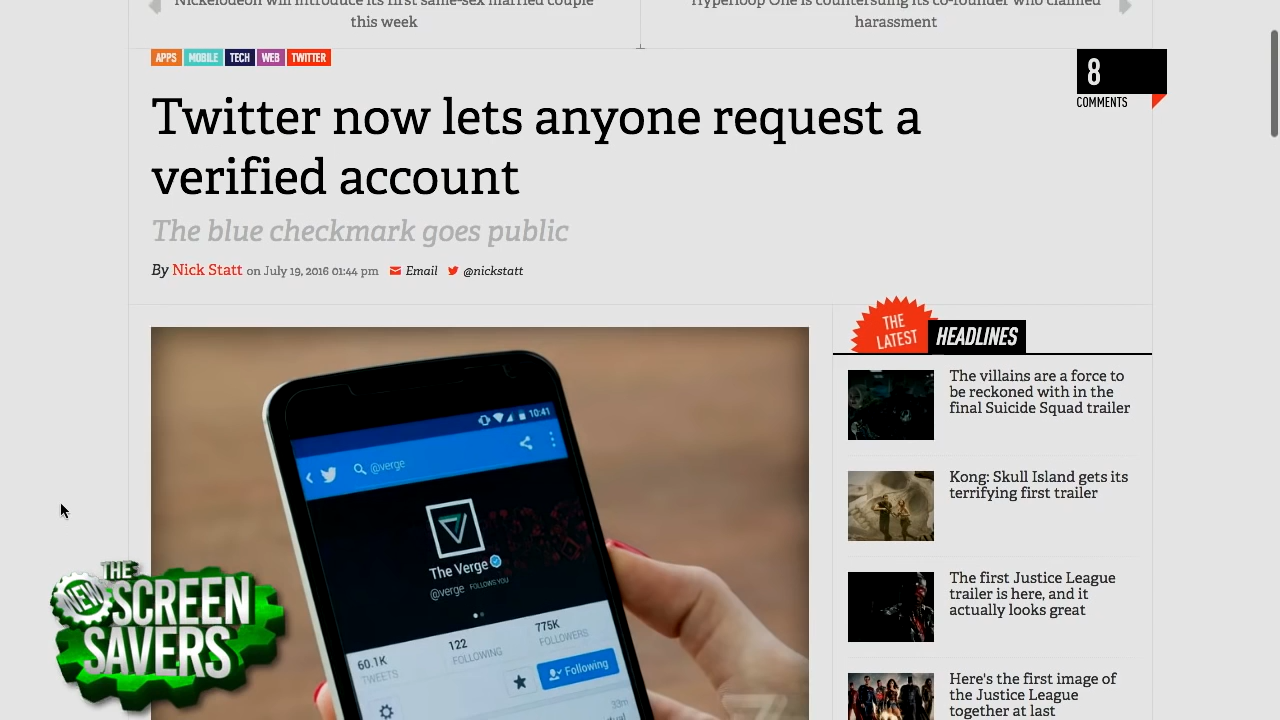 Nickelodeon will introduce its first same-sex married couple
this week
Hyperloop One is countersuing its co-founder who claimed
harassment
APPS MOBILE TECH WEB TWITTER
8
COMMENTS
Twitter now lets anyone request a
verified account
The blue checkmark goes public
By Nick Statt on July 19, 2016 01:44 pm Email @nickstatt
THE
LATEST
HEADLINES
The villains are a force to
be reckoned with in the
final Suicide Squad trailer
Kong: Skull Island gets its
terrifying first trailer
The first Justice League
trailer is here, and it
actually looks great
Here's the first image of
the Justice League
together at last
10:41
@verge
The Verge
@verge FOLLOWS YOU
60.1K
TWEETS
122
FOLLOWING
775K
FOLLOWERS
Following
33m
THE
NEW
SCREEN
SAVERS